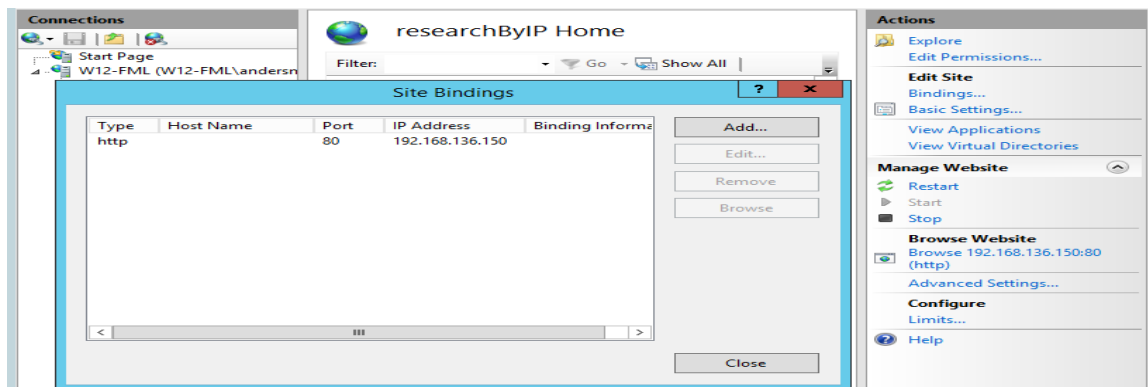 Connections
Start Page
W12-FML (W12-FML\andersn
researchByIP Home
Filter:
Go
Show All
Site Bindings
?
x
Type Host Name Port IP Address Binding Informa
http 80 192.168.136.150
Add...
Edit...
Remove
Browse
Close
Actions
Explore
Edit Permissions...
Edit Site
Bindings...
Basic Settings...
View Applications
View Virtual Directories
Manage Website
Restart
Start
Stop
Browse Website
Browse 192.168.136.150:80
(http)
Advanced Settings...
Configure
Limits...
Help